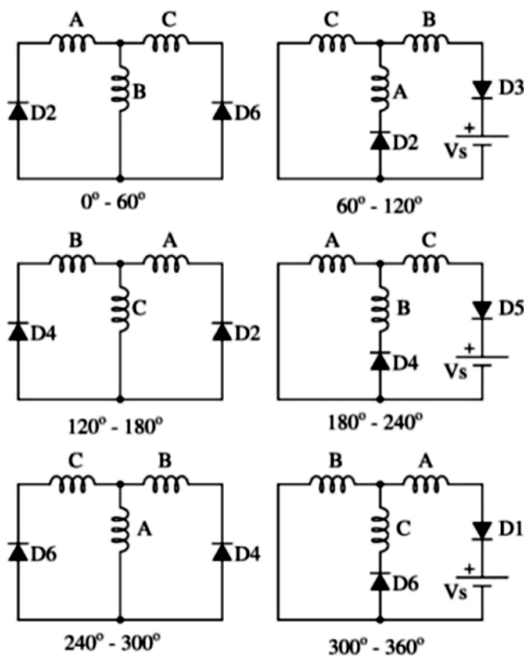 A C
B
D2 D6
0° - 60°
C B
A
D3
D2
+
Vs
60° - 120°
B A
C
D4 D2
120° - 180°
A C
B
D5
D4
+
Vs
180° - 240°
C B
A
D6 D4
240° - 300°
B A
C
D1
D6
+
Vs
300° - 360°